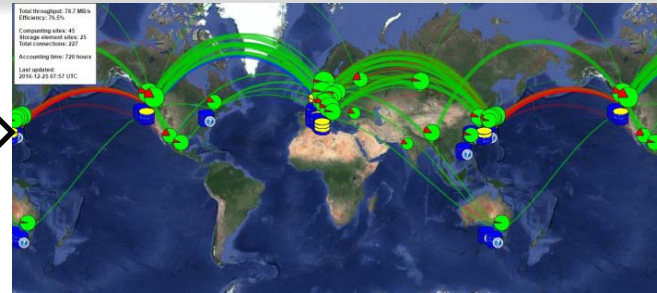 Total throughput: 78.7 MB/s
Efficiency: 76.5%
Computing sites: 45
Storage element sites: 25
Total connections: 227
Accounting time: 720 hours
Last updated:
2016-12-25 07:57 UTC